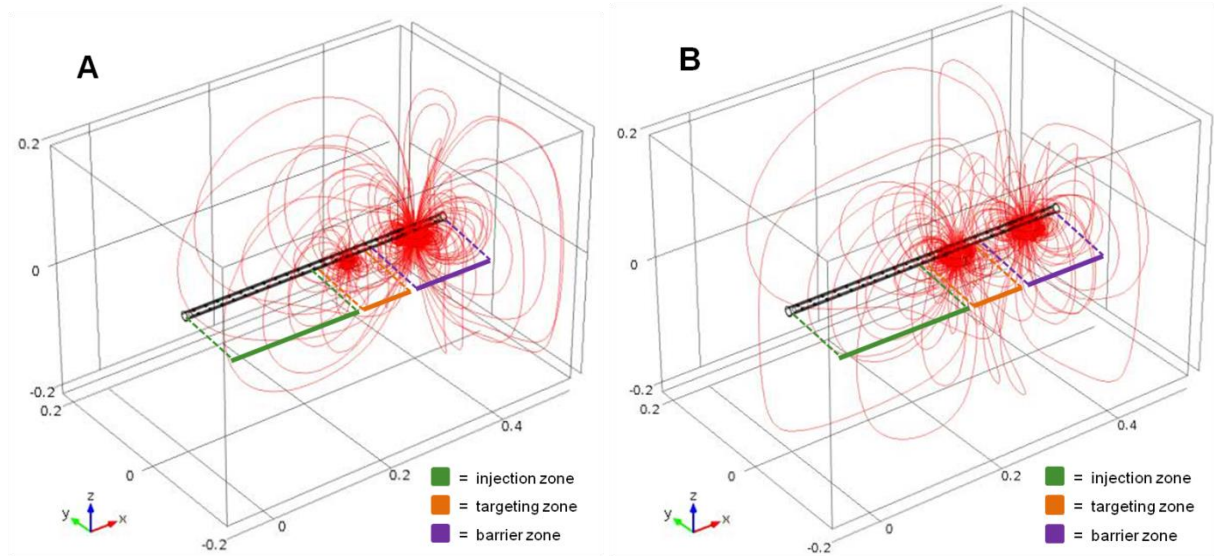 A
0.2
0
-0.2
0.2
0
-0.2
0
0.2
0.4
z
y
x
= injection zone
= targeting zone
= barrier zone
B
0.2
0
-0.2
0.2
0
-0.2
0
0.2
0.4
z
y
x
= injection zone
= targeting zone
= barrier zone